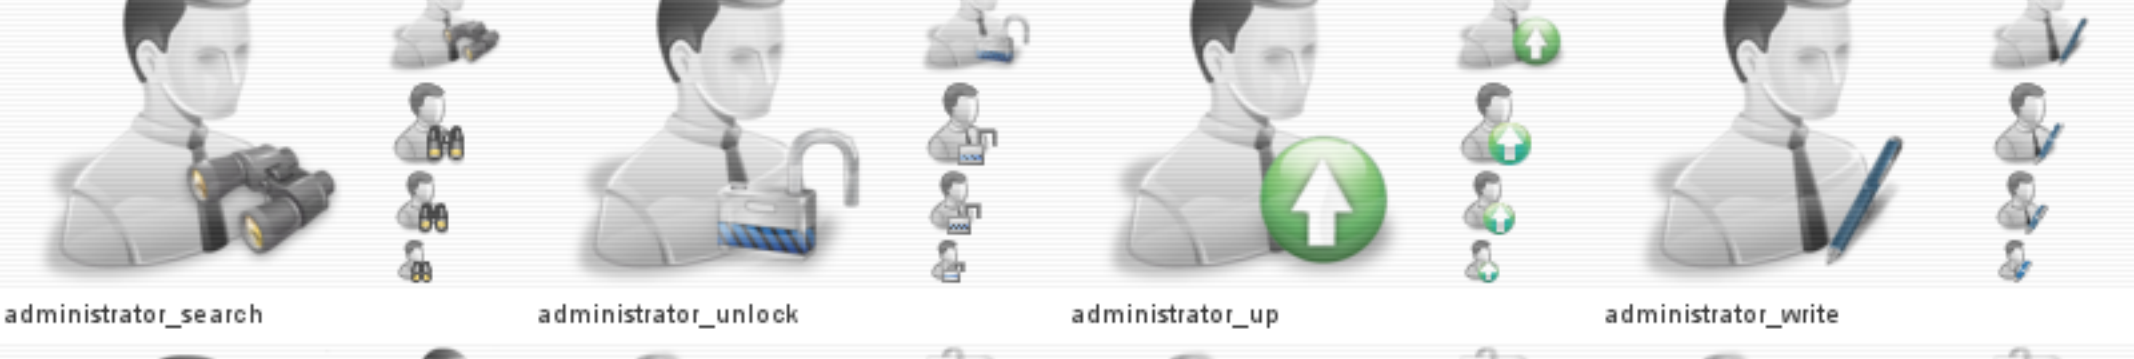 administrator_search
administrator_unlock
administrator_up
administrator_write